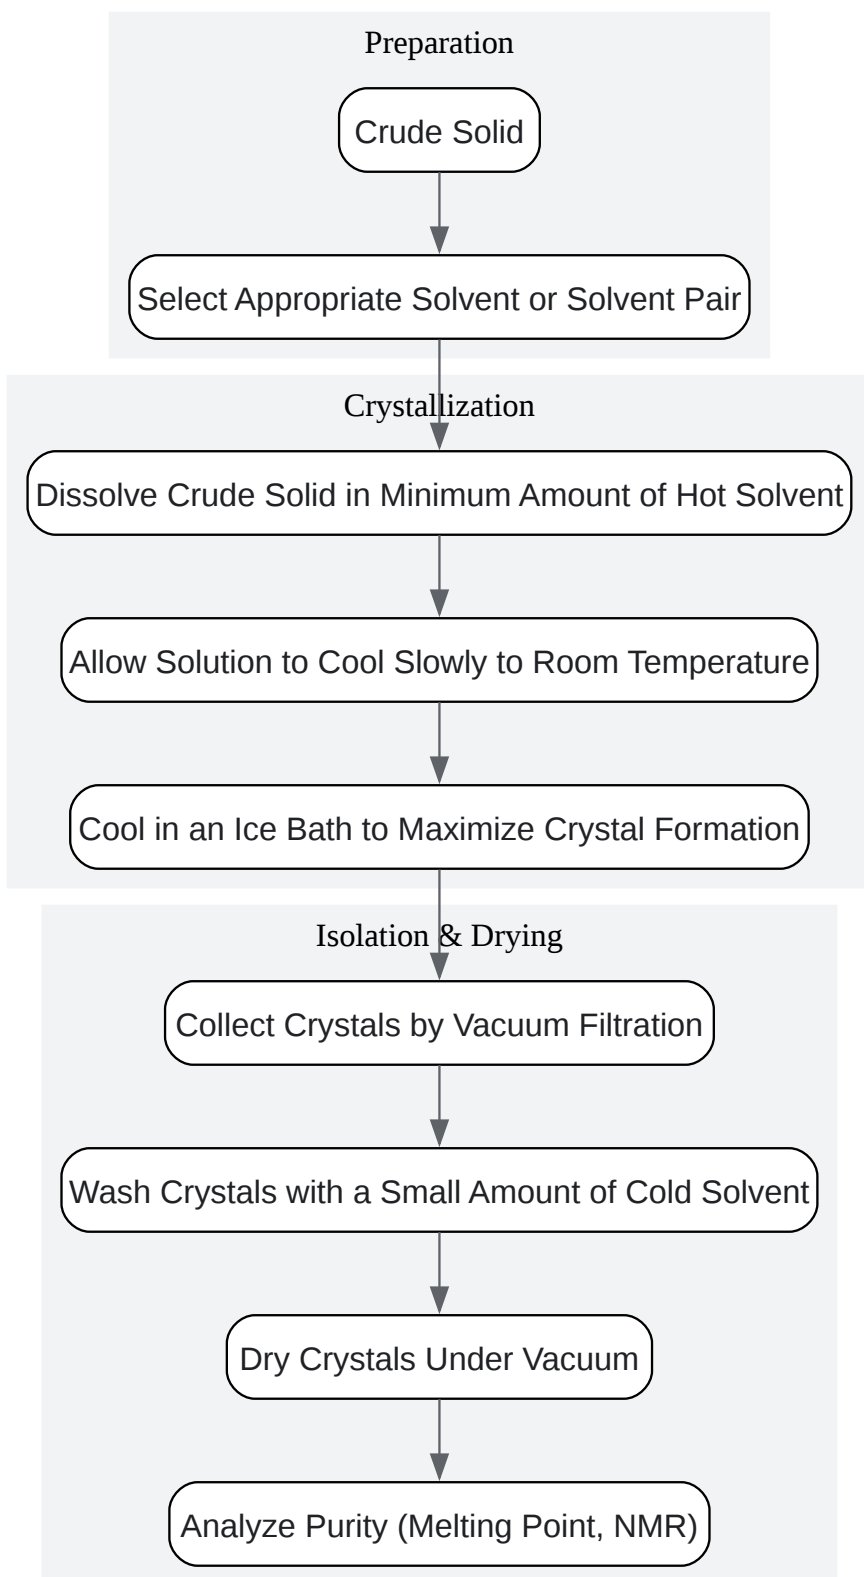 Preparation
Crude Solid
Select Appropriate Solvent or Solvent Pair
Crystallization
Dissolve Crude Solid in Minimum Amount of Hot Solvent
Allow Solution to Cool Slowly to Room Temperature
Cool in an Ice Bath to Maximize Crystal Formation
Isolation & Drying
Collect Crystals by Vacuum Filtration
Wash Crystals with a Small Amount of Cold Solvent
Dry Crystals Under Vacuum
Analyze Purity (Melting Point, NMR)